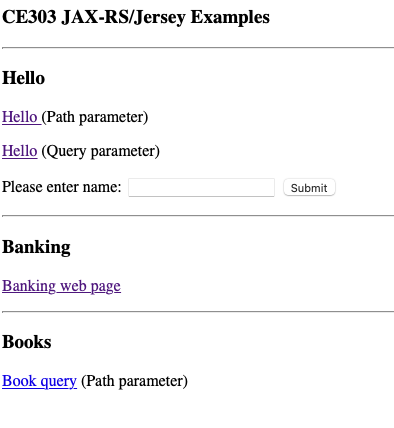 CE303 JAX-RS/Jersey Examples
Hello
Hello (Path parameter)
Hello (Query parameter)
Please enter name: Submit
Banking
Banking web page
Books
Book query (Path parameter)